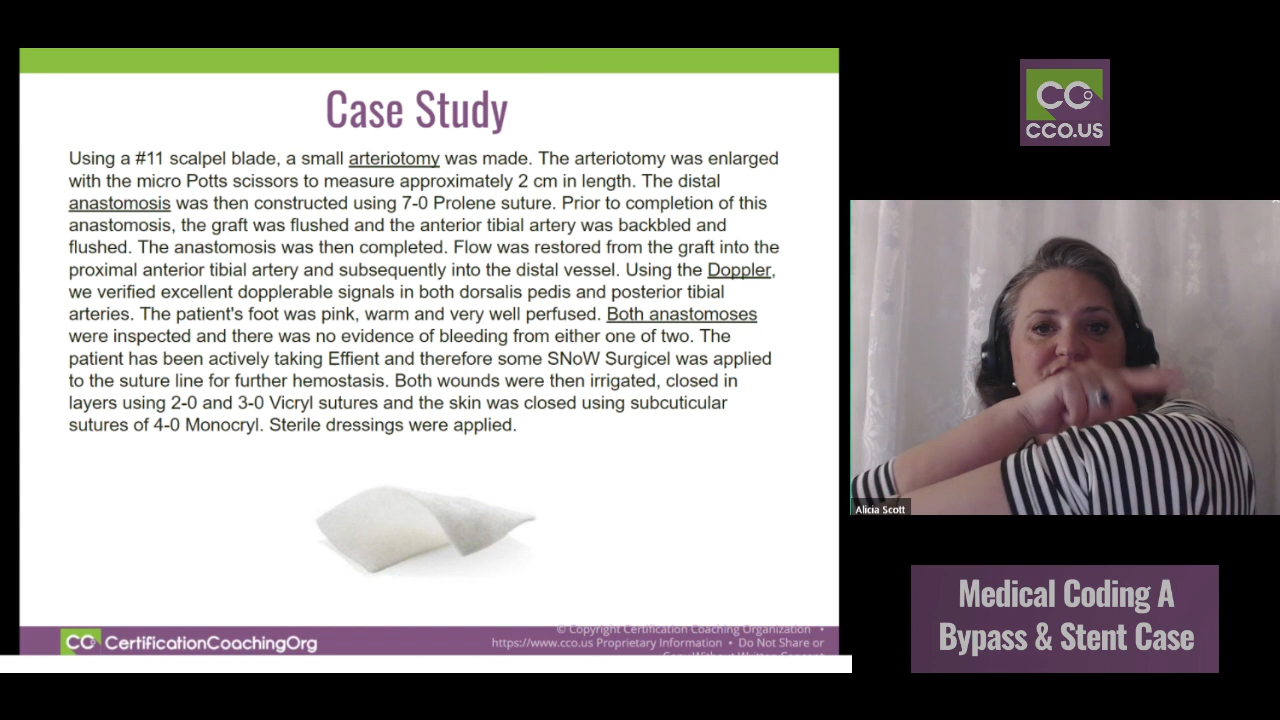 Case Study
Using a #11 scalpel blade, a small arteriotomy was made. The arteriotomy was enlarged
with the micro Potts scissors to measure approximately 2 cm in length. The distal
anastomosis was then constructed using 7-0 Prolene suture. Prior to completion of this
anastomosis, the graft was flushed and the anterior tibial artery was backbled and
flushed. The anastomosis was then completed. Flow was restored from the graft into the
proximal anterior tibial artery and subsequently into the distal vessel. Using the Doppler,
we verified excellent dopplerable signals in both dorsalis pedis and posterior tibial
arteries. The patient's foot was pink, warm and very well perfused. Both anastomoses
were inspected and there was no evidence of bleeding from either one of two. The
patient has been actively taking Effient and therefore some SNoW Surgicel was applied
to the suture line for further hemostasis. Both wounds were then irrigated, closed in
layers using 2-0 and 3-0 Vicryl sutures and the skin was closed using subcuticular
sutures of 4-0 Monocryl. Sterile dressings were applied.
CO CertificationCoachingOrg
© Copyright Certification Coaching Organization •
https://www.cco.us Proprietary Information • Do Not Share or
CCO
CCO.US
Alicia Scott
Medical Coding A
Bypass & Stent Case